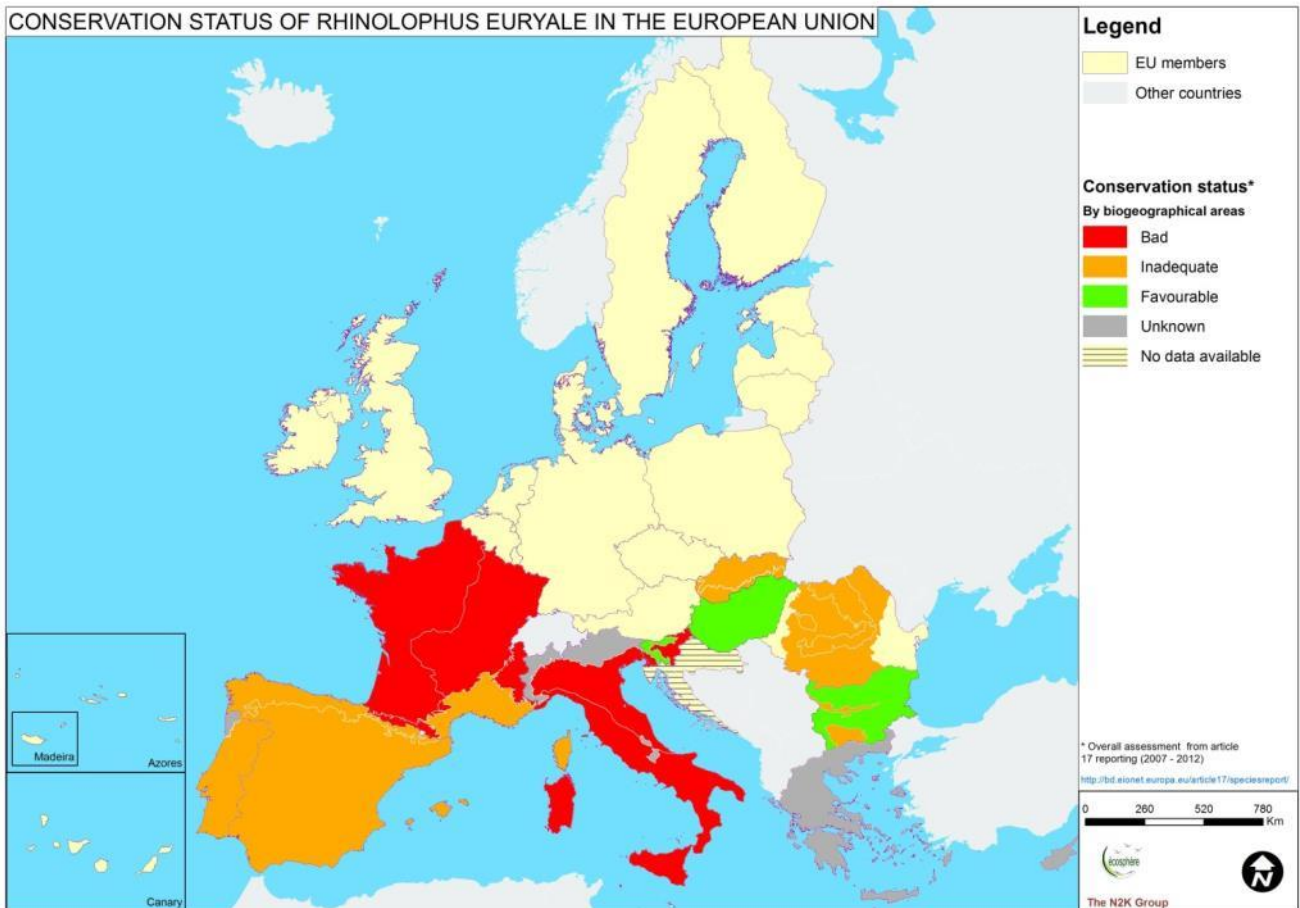 CONSERVATION STATUS OF RHINOLOPHUS EURYALE IN THE EUROPEAN UNION
Legend
EU members
Other countries
Conservation status*
By biogeographical areas
Bad
Inadequate
Favourable
Unknown
No data available
Madeira
Azores
Canary
* Overall assessment from article
17 reporting (2007 - 2012)
http://bd.eionet.europa.eu/article17/speciesreport/
0 260 520 780
Km
écosphère
N
The N2K Group